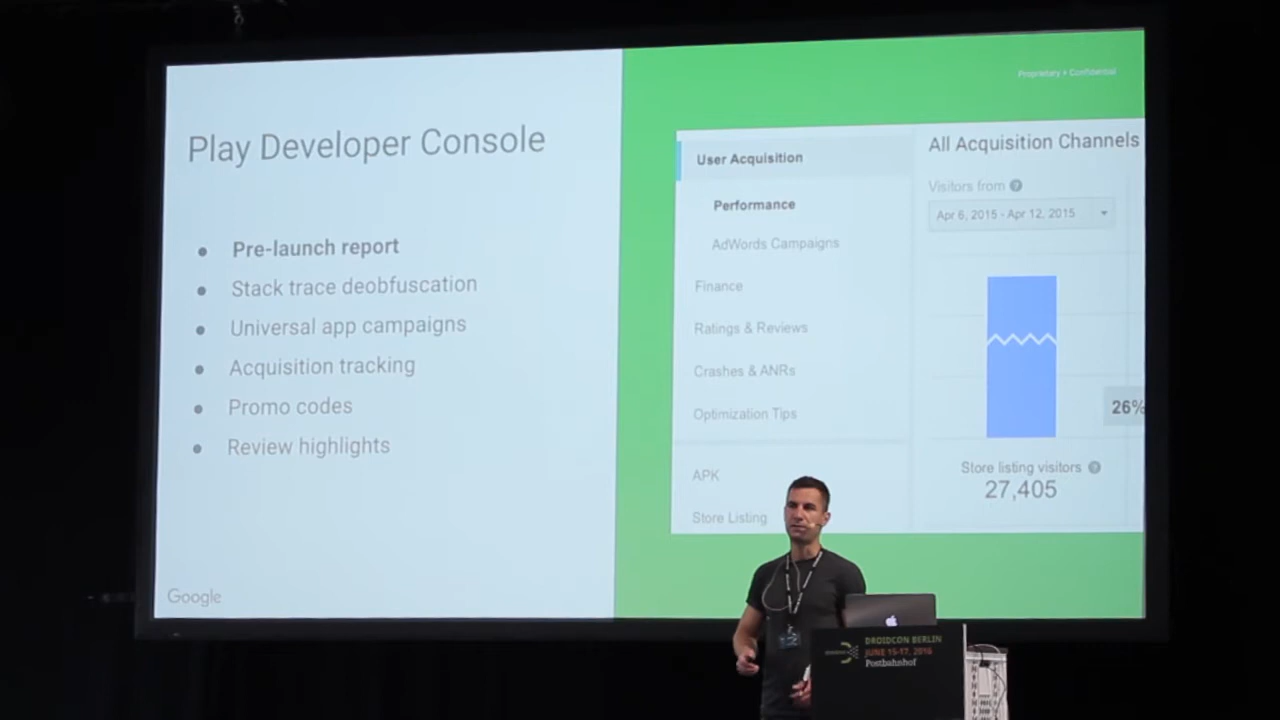 Proprietary + Confidential
Play Developer Console
Pre-launch report
Stack trace deobfuscation
Universal app campaigns
Acquisition tracking
Promo codes
Review highlights
Google
User Acquisition
Performance
AdWords Campaigns
Finance
Ratings & Reviews
Crashes & ANRs
Optimization Tips
APK
Store Listing
All Acquisition Channels
Visitors from ?
Apr 6, 2015 - Apr 12, 2015
26%
Store listing visitors ?
27,405
DROIDCON BERLIN
JUNE 15-17, 2016
Postbahnhof